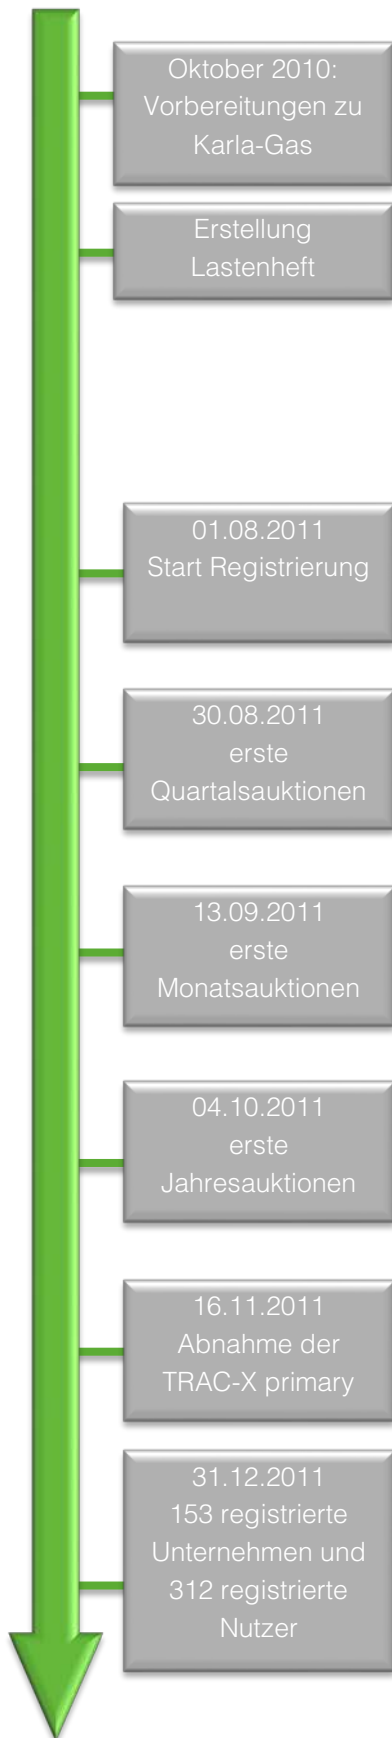 Oktober 2010:
Vorbereitungen zu
Karla-Gas
Erstellung
Lastenheft
01.08.2011
Start Registrierung
30.08.2011
erste
Quartalsauktionen
13.09.2011
erste
Monatsauktionen
04.10.2011
erste
Jahresauktionen
16.11.2011
Abnahme der
TRAC-X primary
31.12.2011
153 registrierte
Unternehmen und
312 registrierte
Nutzer